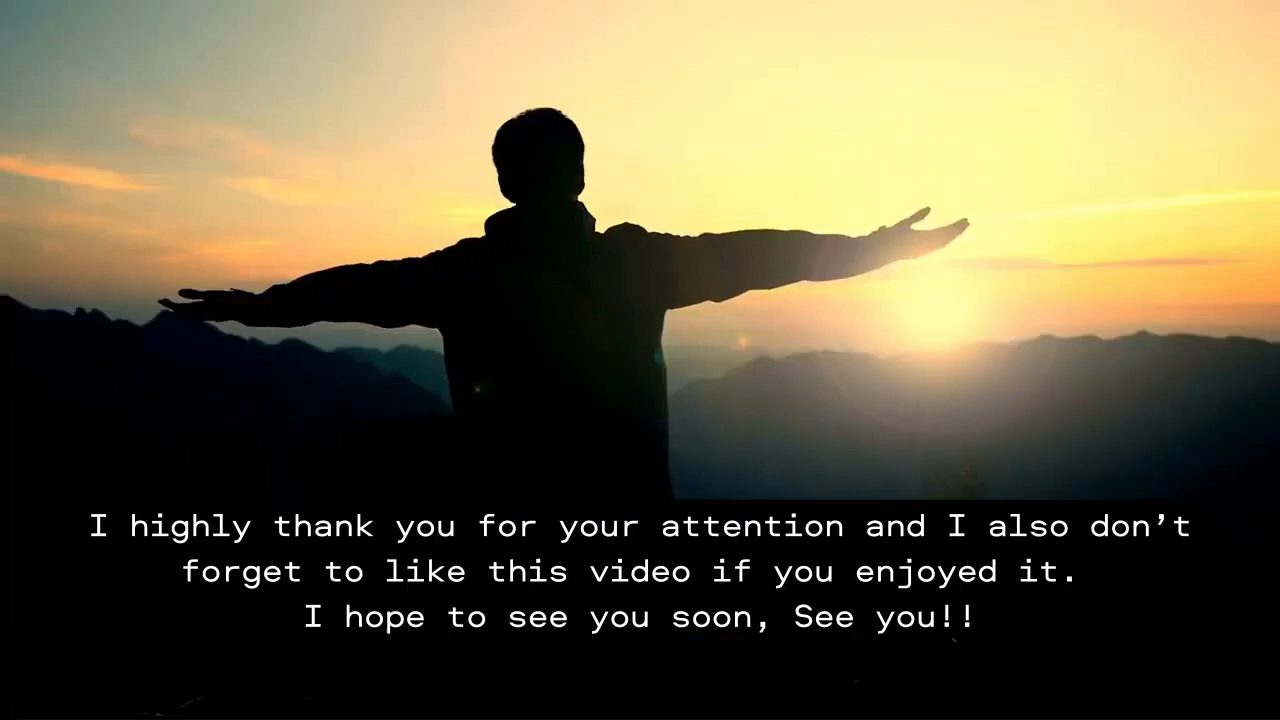 I highly thank you for your attention and I also don’t
forget to like this video if you enjoyed it.
I hope to see you soon, See you!!